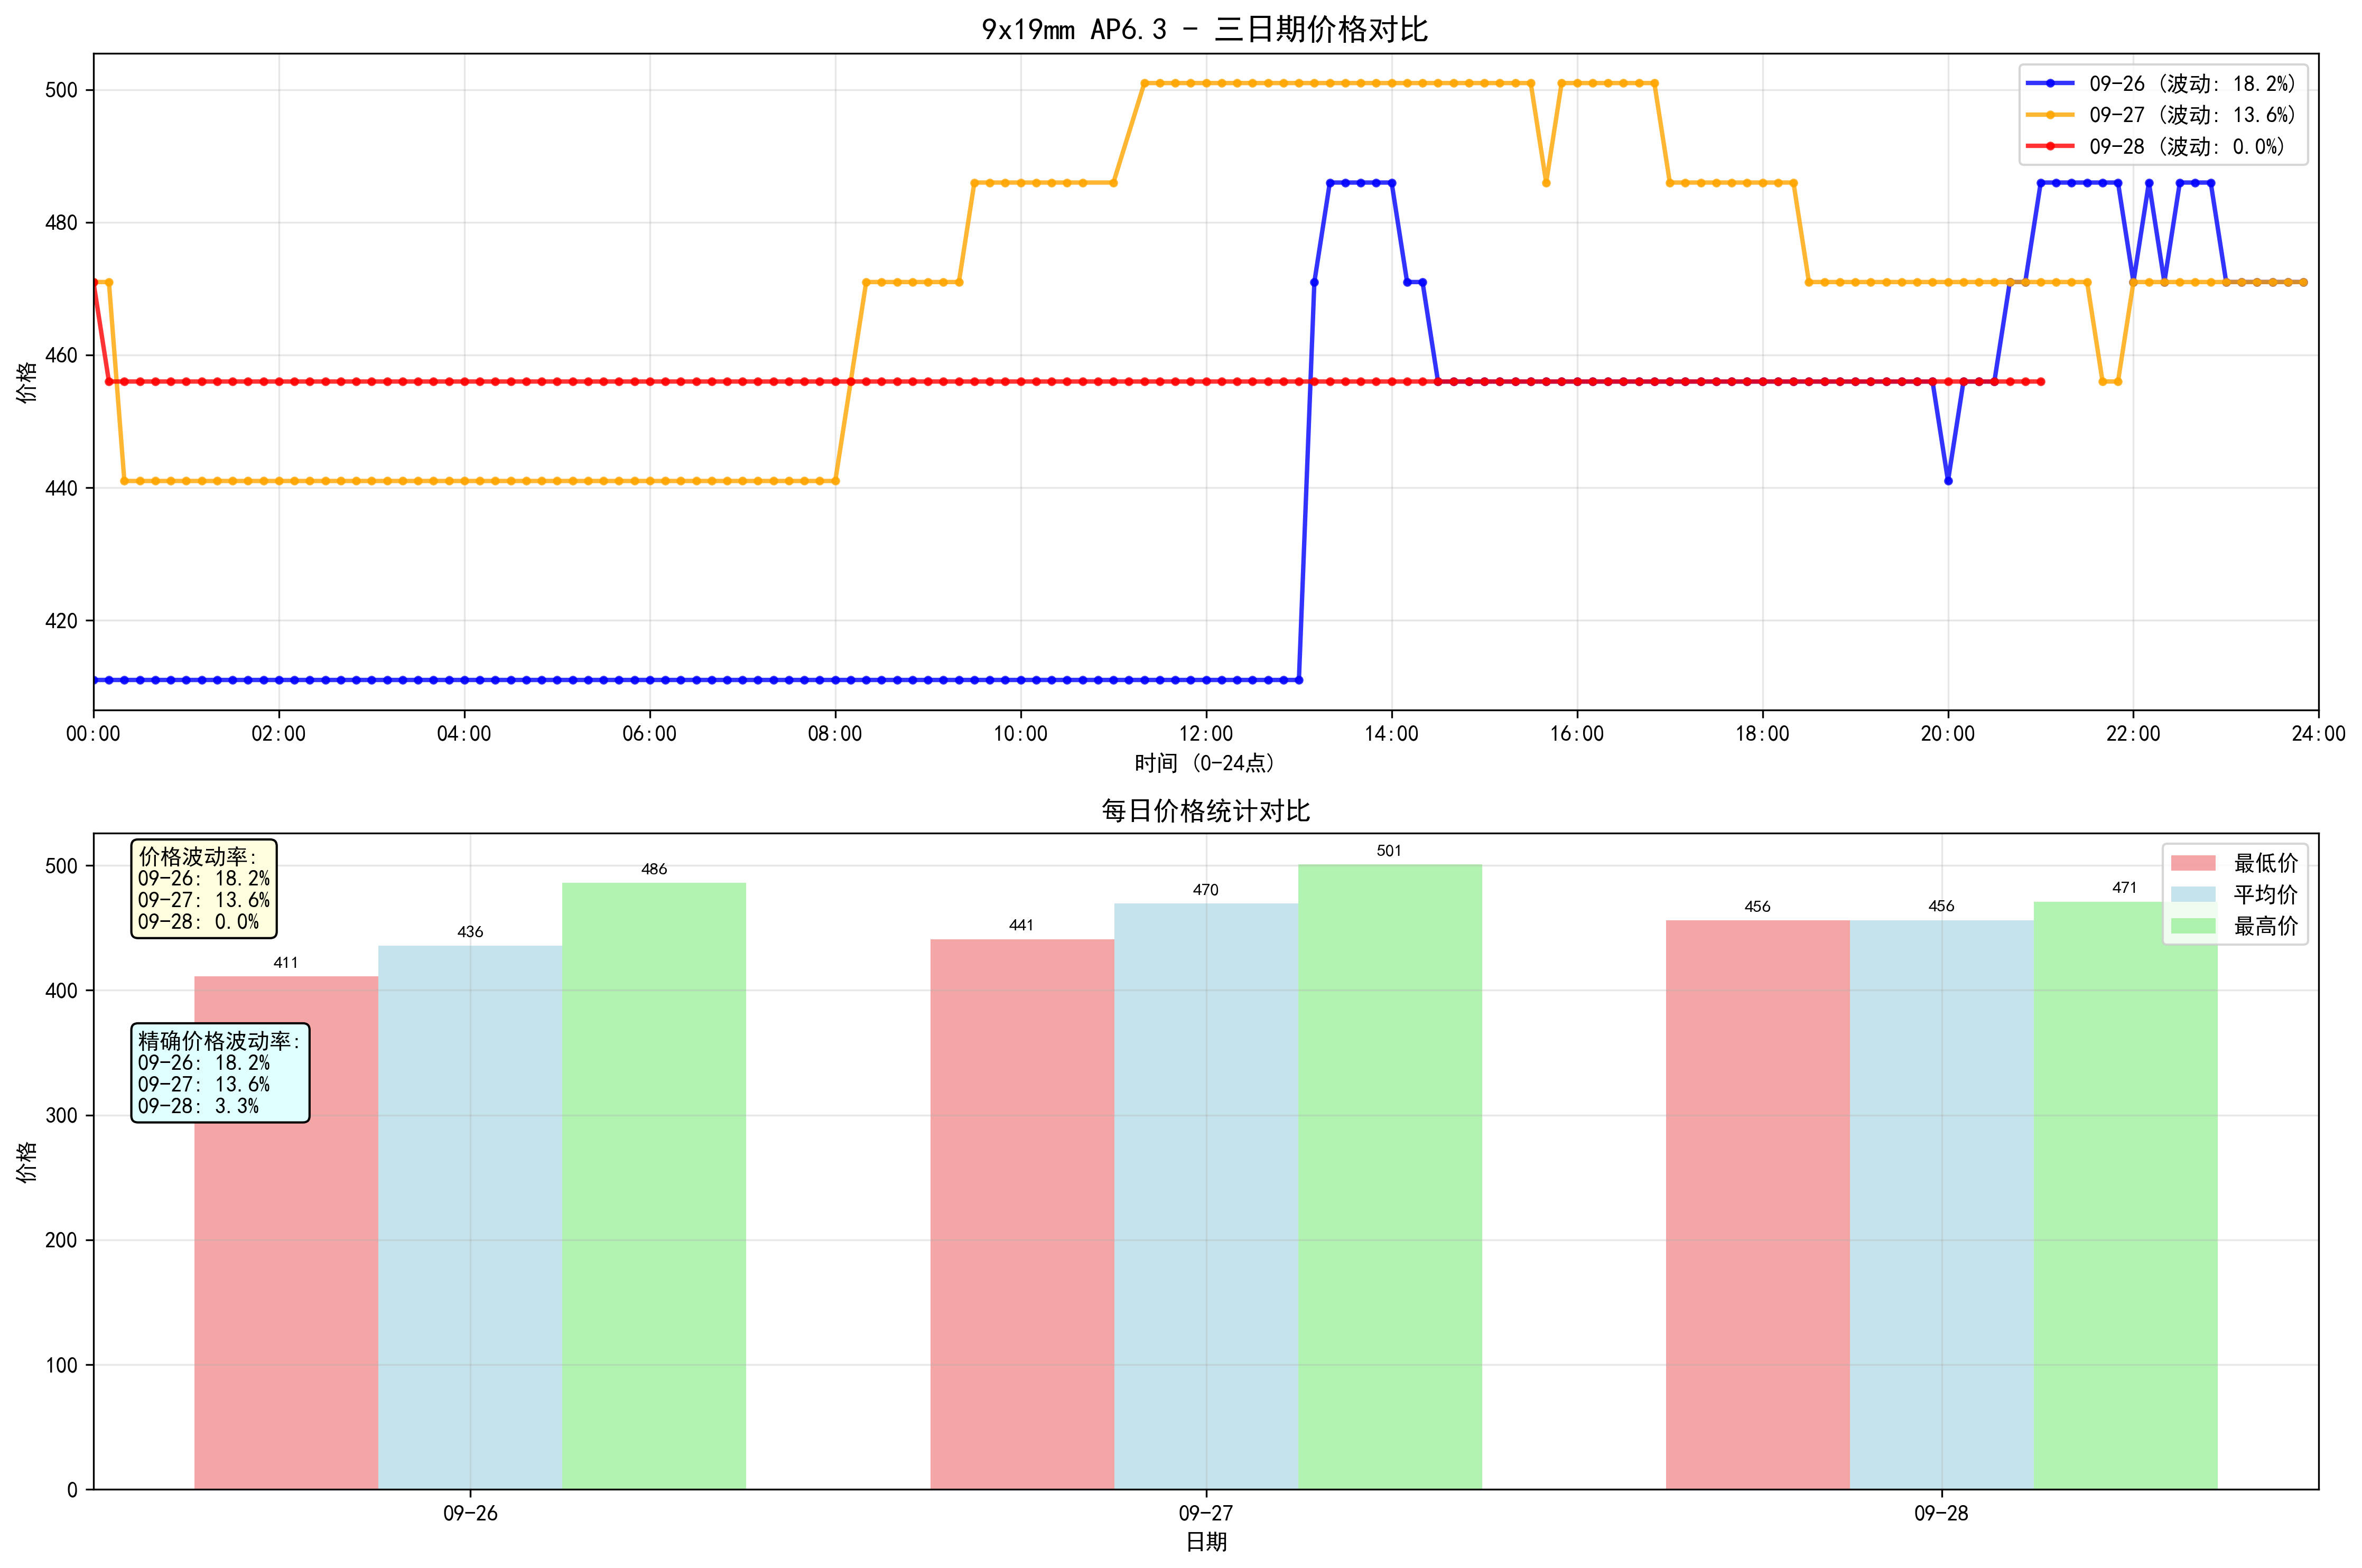 9x19mm AP6.3 - 三日期价格对比
09-26 (波动: 18.2%)
09-27 (波动: 13.6%)
09-28 (波动: 0.0%)
价格
500
480
460
440
420
00:00 02:00 04:00 06:00 08:00 10:00 12:00 14:00 16:00 18:00 20:00 22:00 24:00
时间 (0-24点)
每日价格统计对比
价格波动率:
09-26: 18.2%
09-27: 13.6%
09-28: 0.0%
精确价格波动率:
09-26: 18.2%
09-27: 13.6%
09-28: 3.3%
最低价
平均价
最高价
411 436 486 441 470 501 456 456 471
价格
500
400
300
200
100
0
09-26 09-27 09-28
日期